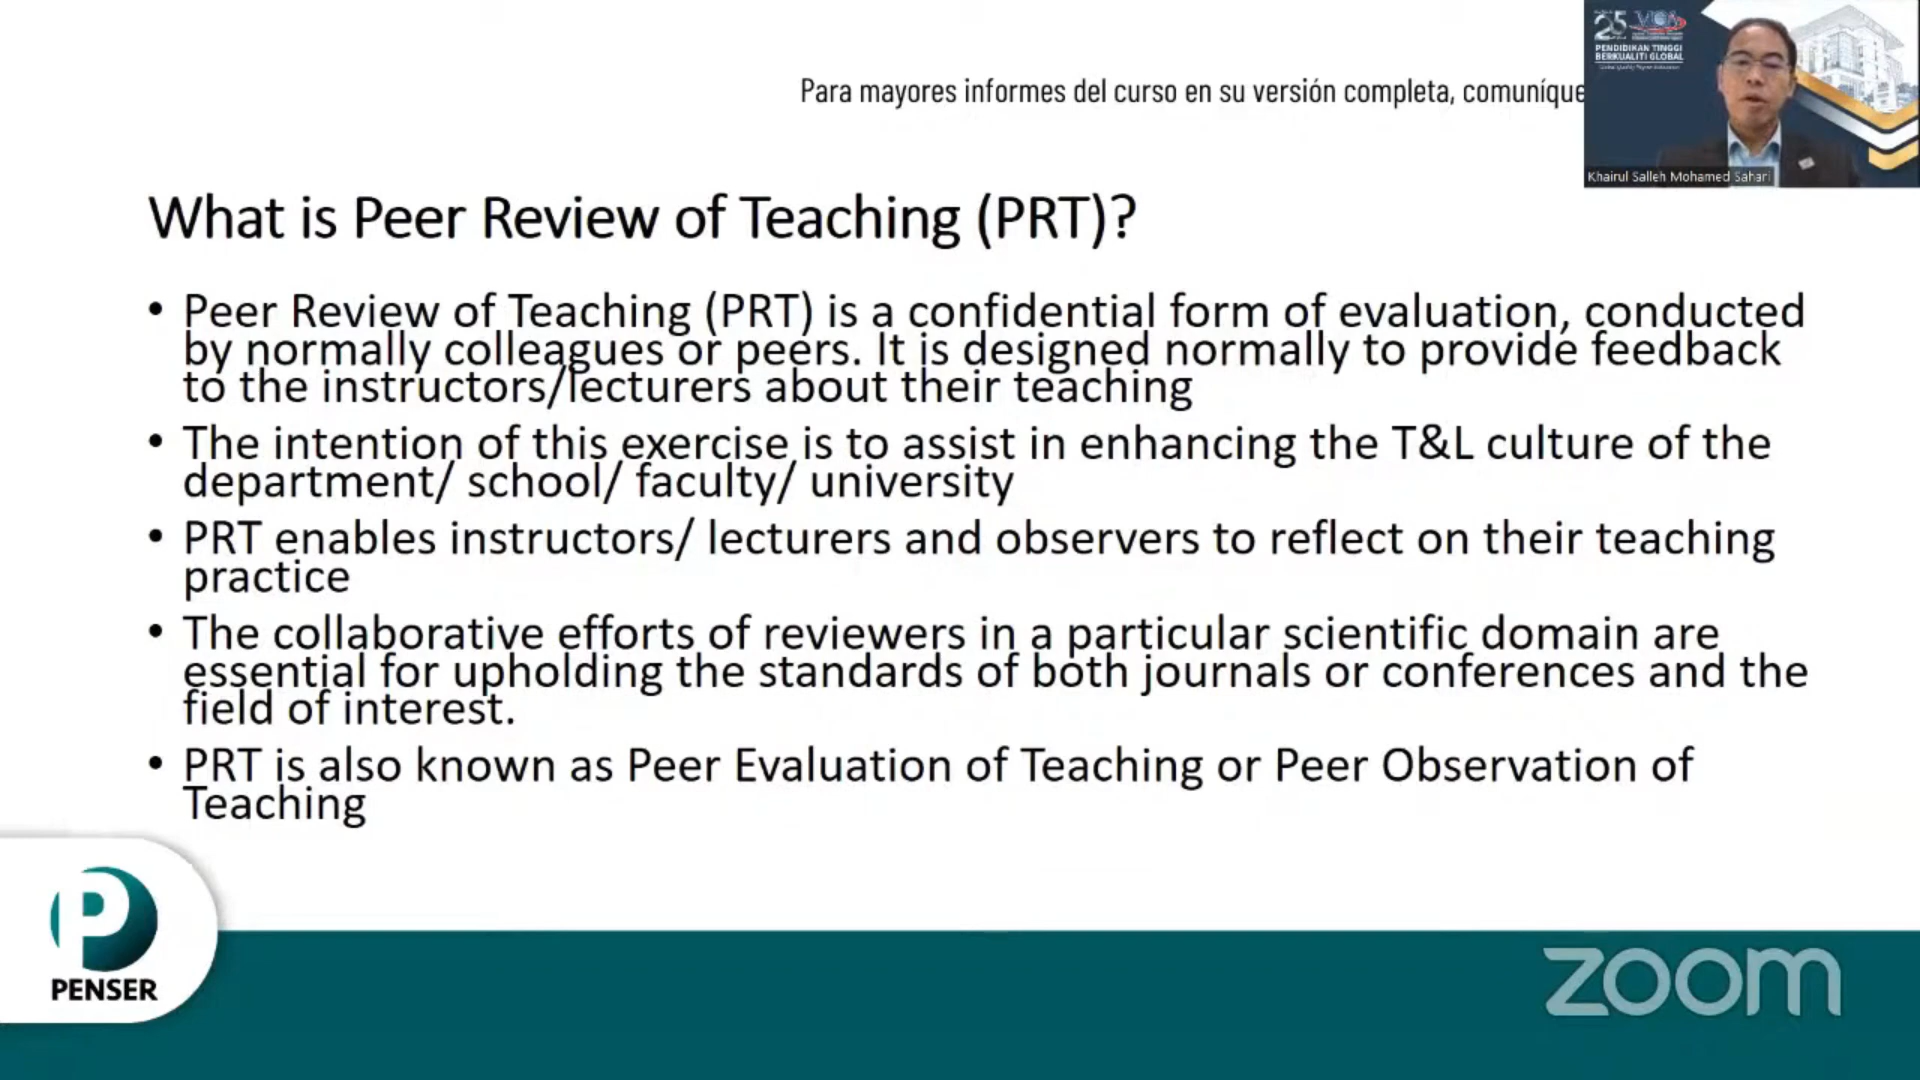 Para mayores informes del curso en su versión completa, comuníque
25
PENDIDIKAN TINGGI
BERKUALITI GLOBAL
Khairul Salleh Mohamed Sahari
What is Peer Review of Teaching (PRT)?
• Peer Review of Teaching (PRT) is a confidential form of evaluation, conducted
by normally colleagues or peers. It is designed normally to provide feedback
to the instructors/lecturers about their teaching
• The intention of this exercise is to assist in enhancing the T&L culture of the
department/ school/ faculty/ university
• PRT enables instructors/ lecturers and observers to reflect on their teaching
practice
• The collaborative efforts of reviewers in a particular scientific domain are
essential for upholding the standards of both journals or conferences and the
field of interest.
• PRT is also known as Peer Evaluation of Teaching or Peer Observation of
Teaching
P
PENSER
zoom